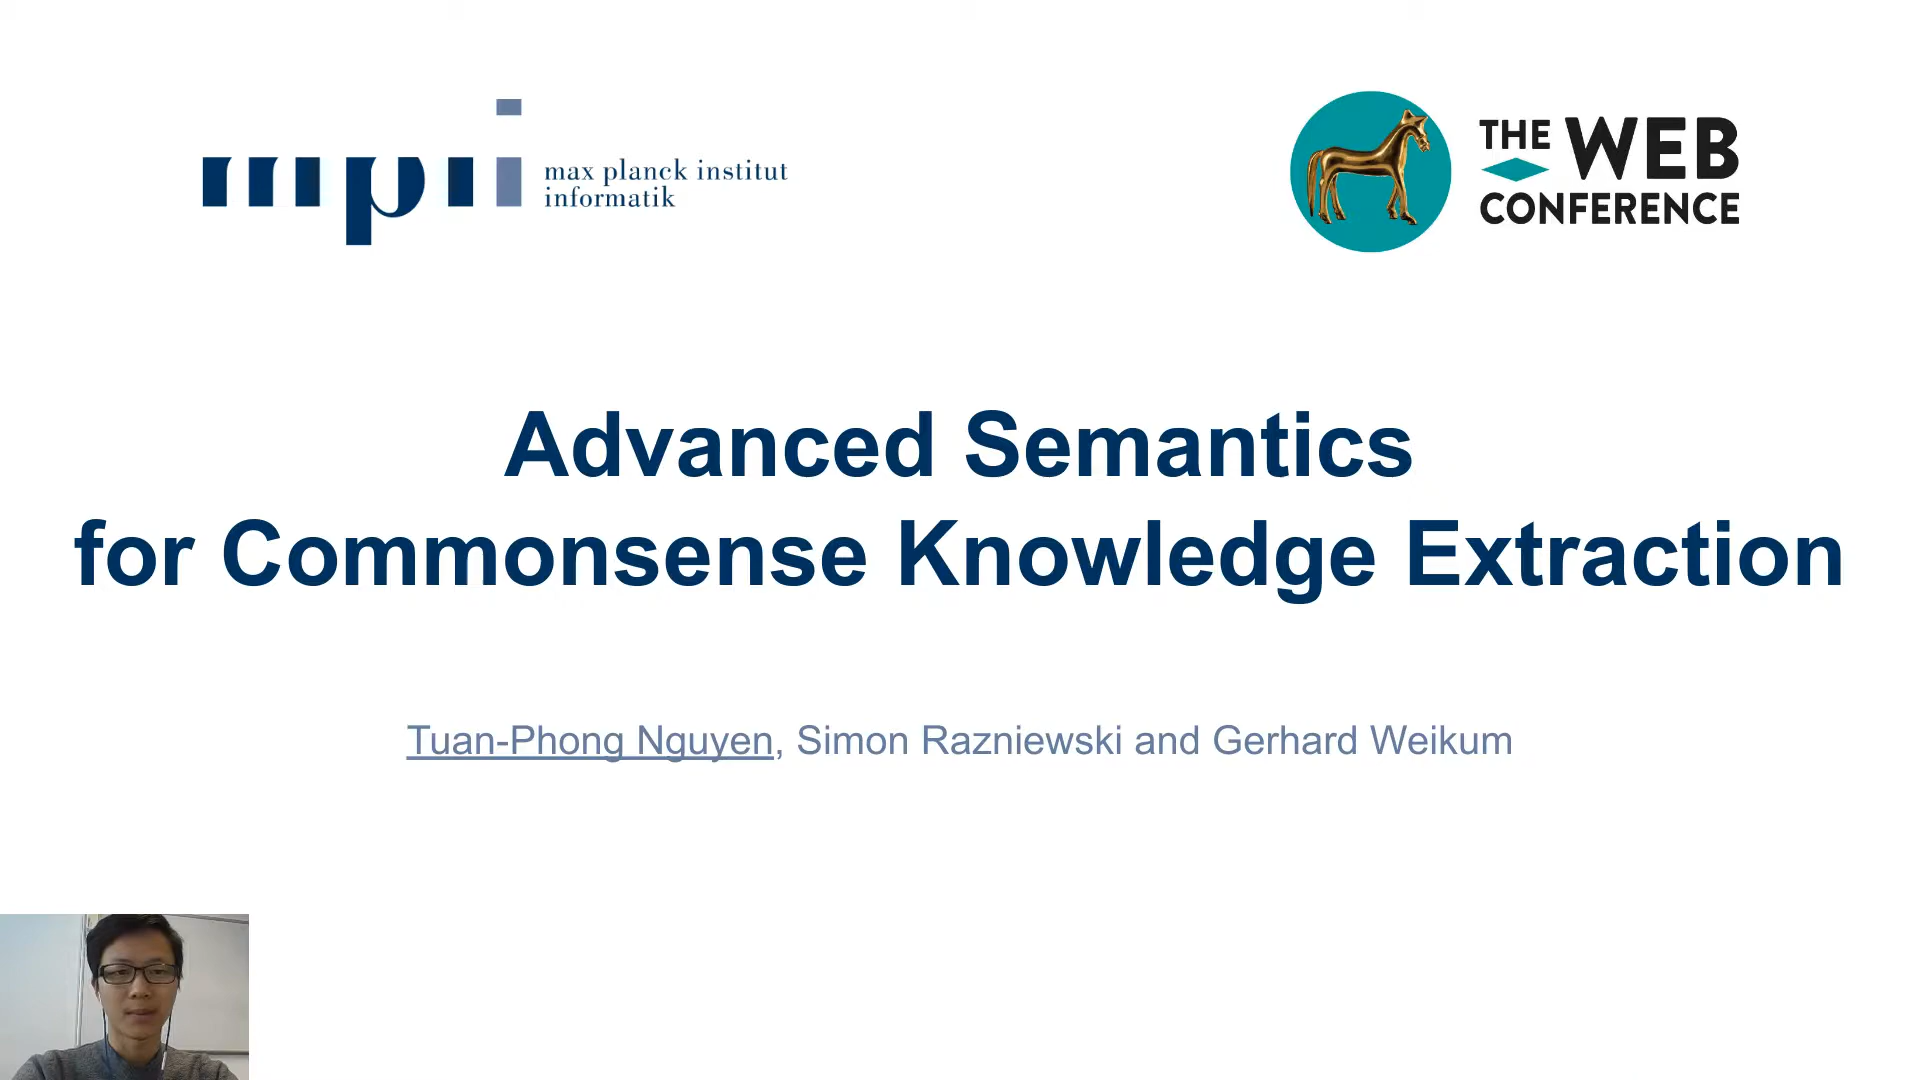 mpii
max planck institut
informatik
THE WEB
CONFERENCE
Advanced Semantics
for Commonsense Knowledge Extraction
Tuan-Phong Nguyen, Simon Razniewski and Gerhard Weikum